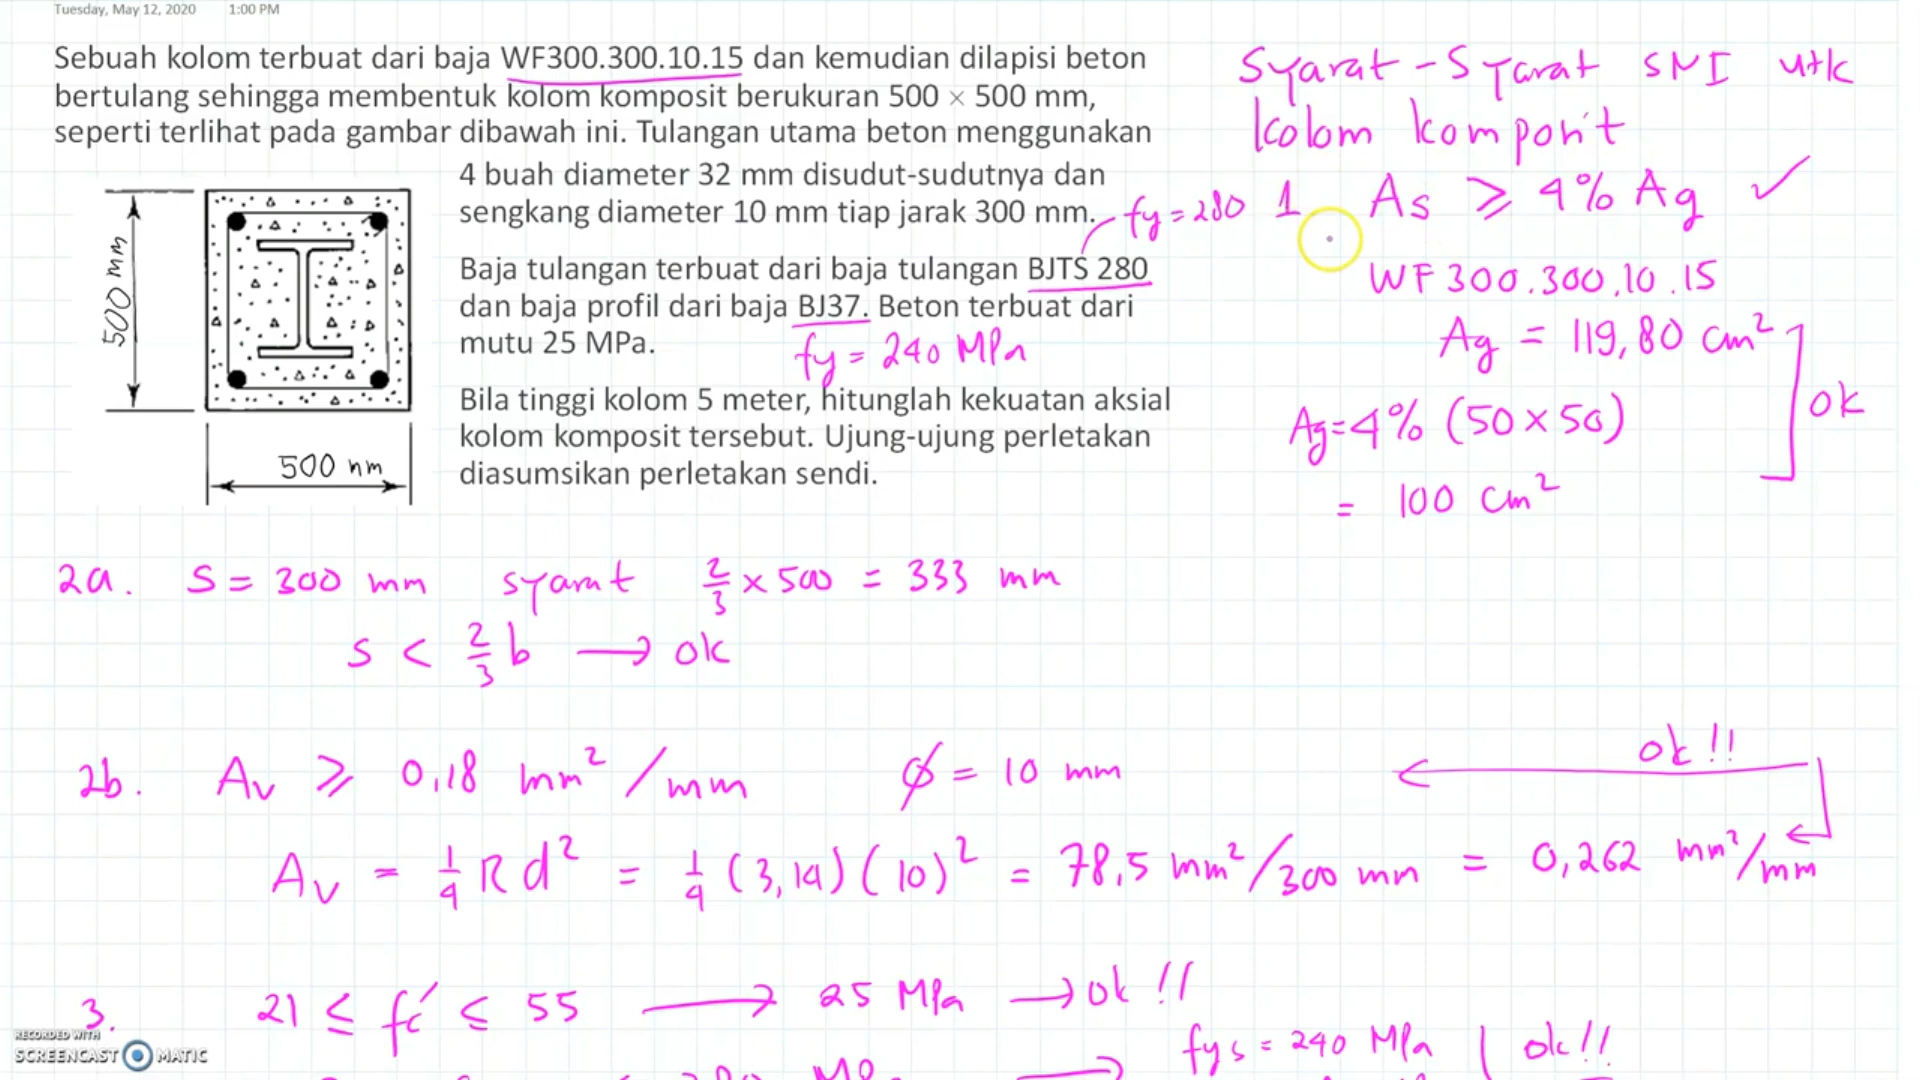 Tuesday, May 12, 2020 1:00 PM
Sebuah kolom terbuat dari baja WF300.300.10.15 dan kemudian dilapisi beton
bertulang sehingga membentuk kolom komposit berukuran 500 × 500 mm,
seperti terlihat pada gambar dibawah ini. Tulangan utama beton menggunakan
4 buah diameter 32 mm disudut-sudutnya dan
sengkang diameter 10 mm tiap jarak 300 mm.
fy = 280
Baja tulangan terbuat dari baja tulangan BJTS 280
dan baja profil dari baja BJ37. Beton terbuat dari
mutu 25 MPa.
fy = 240 MPa
Bila tinggi kolom 5 meter, hitunglah kekuatan aksial
kolom komposit tersebut. Ujung-ujung perletakan
diasumsikan perletakan sendi.
500 mm
500 mm
Syarat-Syarat SNI utk
kolom komposit
1 As ≥ 4% Ag ✓
WF 300.300.10.15
Ag = 119,80 cm²
Ag = 4% (50 x 50)
= 100 cm²
ok
2a. S = 300 mm syarat 2/3 x 500 = 333 mm
s < 2/3 b → ok
2b. Av ≥ 0,18 mm²/mm ϕ = 10 mm
ok!!
Av = 1/4 π d² = 1/4 (3,14) (10)² = 78,5 mm²/300 mm = 0,262 mm²/mm
3. 21 ≤ fc' ≤ 55 → 25 MPa → ok!!
fys = 240 MPa ok!!
RECORDED WITH
SCREENCAST MATIC